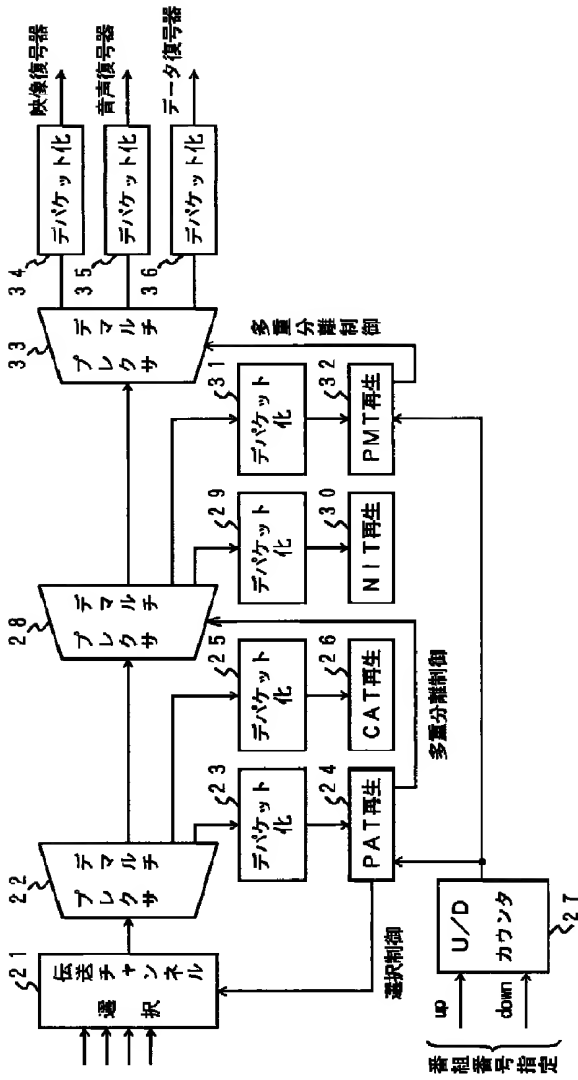 21
伝送チャンネル
選択
22
デマルチ
プレクサ
23
デパケット
化
24
PAT再生
選択制御
25
デパケット
化
26
CAT再生
多重分離制御
up
down
番組番号指定
U/D
カウンタ
27
28
デマルチ
プレクサ
29
デパケット
化
30
NIT再生
31
デパケット
化
32
PMT再生
多重分離制御
33
デマルチ
プレクサ
34
デパケット化
映像復号器
35
デパケット化
音声復号器
36
デパケット化
データ復号器